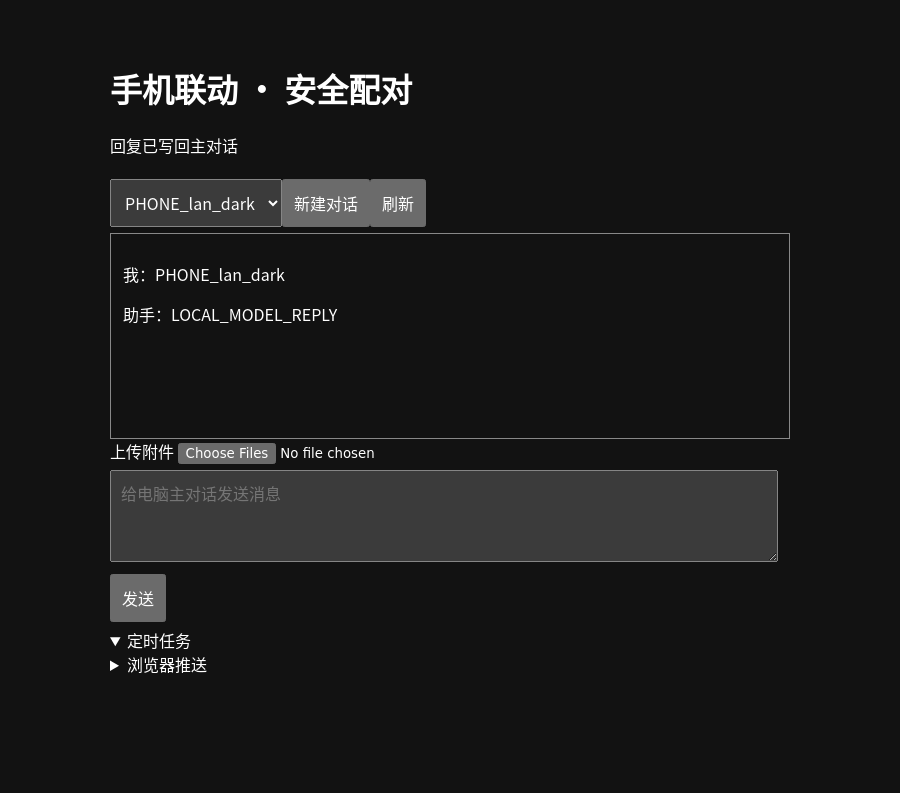 手机联动 · 安全配对
回复已写回主对话
PHONE_lan_dark 新建对话 刷新
我：PHONE_lan_dark
助手：LOCAL_MODEL_REPLY
上传附件 Choose Files No file chosen
给电脑主对话发送消息
发送
▼ 定时任务
▶ 浏览器推送